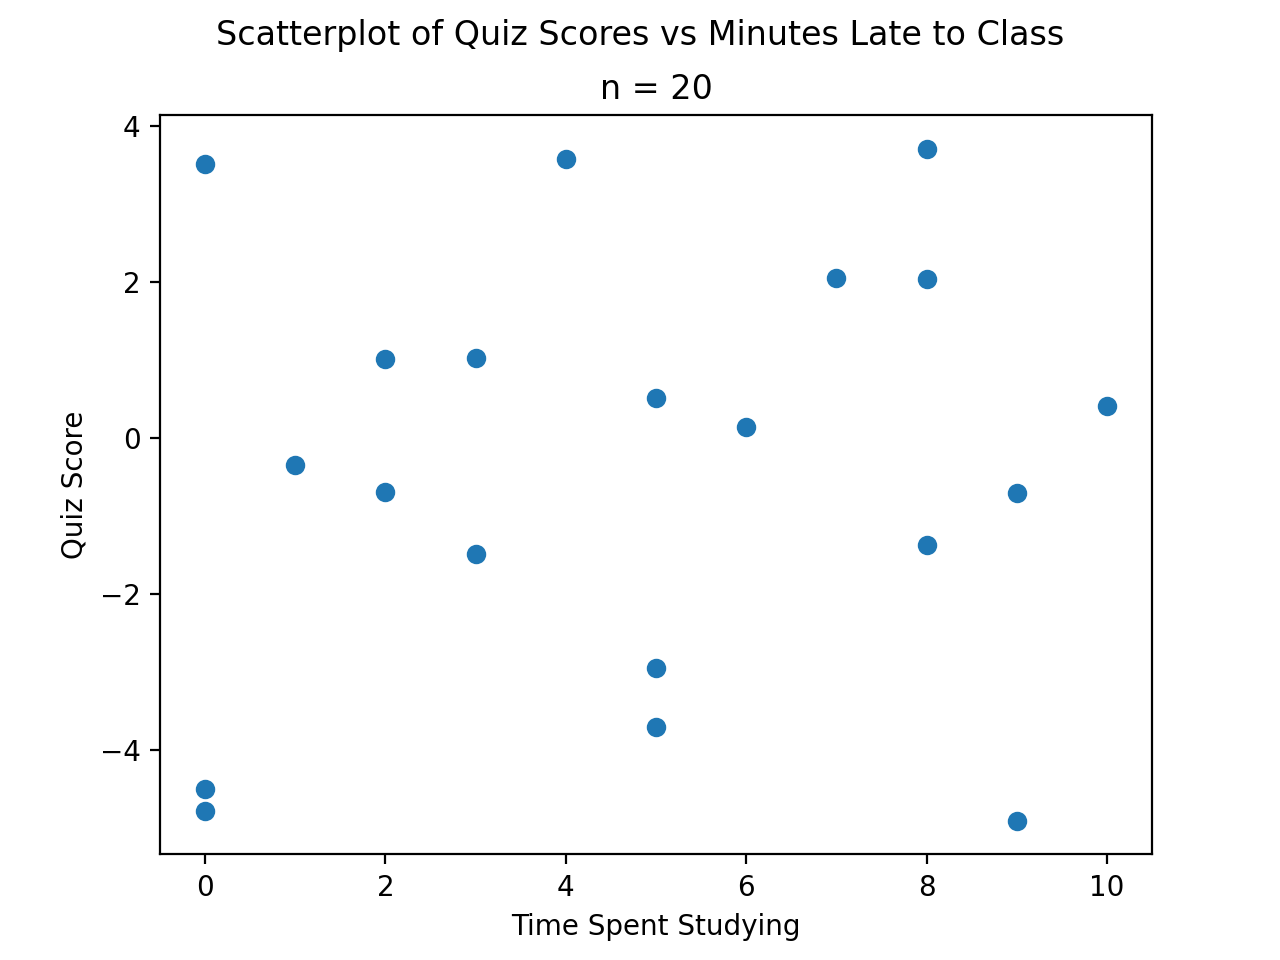 Scatterplot of Quiz Scores vs Minutes Late to Class
n = 20
4
2
0
−2
−4
Quiz Score
0 2 4 6 8 10
Time Spent Studying